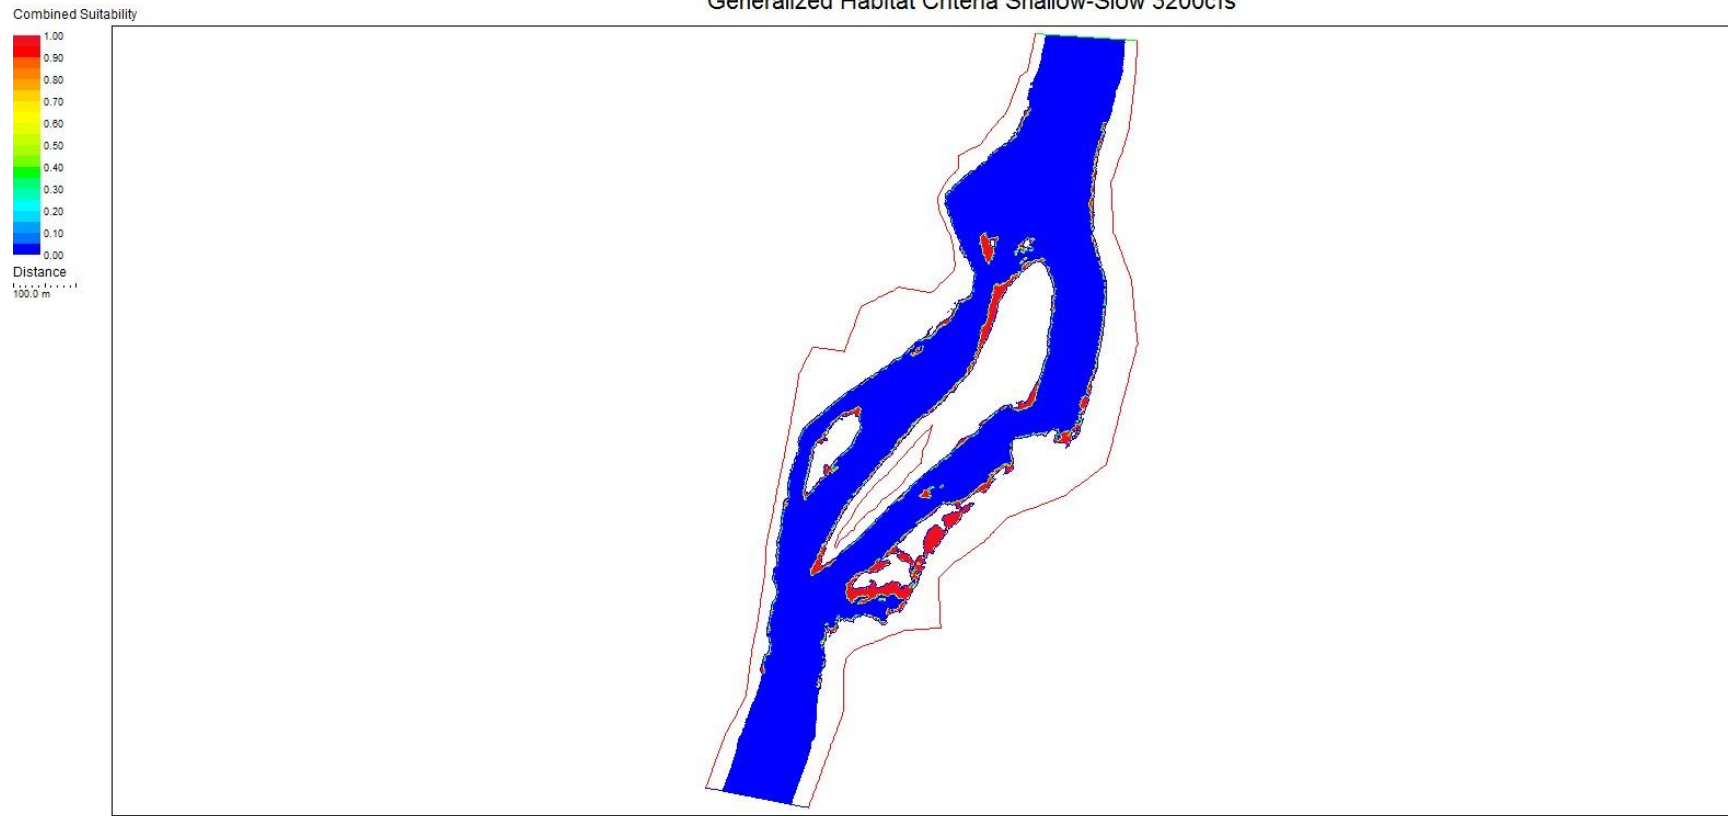 Generalized Habitat Criteria Shallow-Slow 3200cfs
Combined Suitability
1.00
0.90
0.80
0.70
0.60
0.50
0.40
0.30
0.20
0.10
0.00
Distance
100.0 m